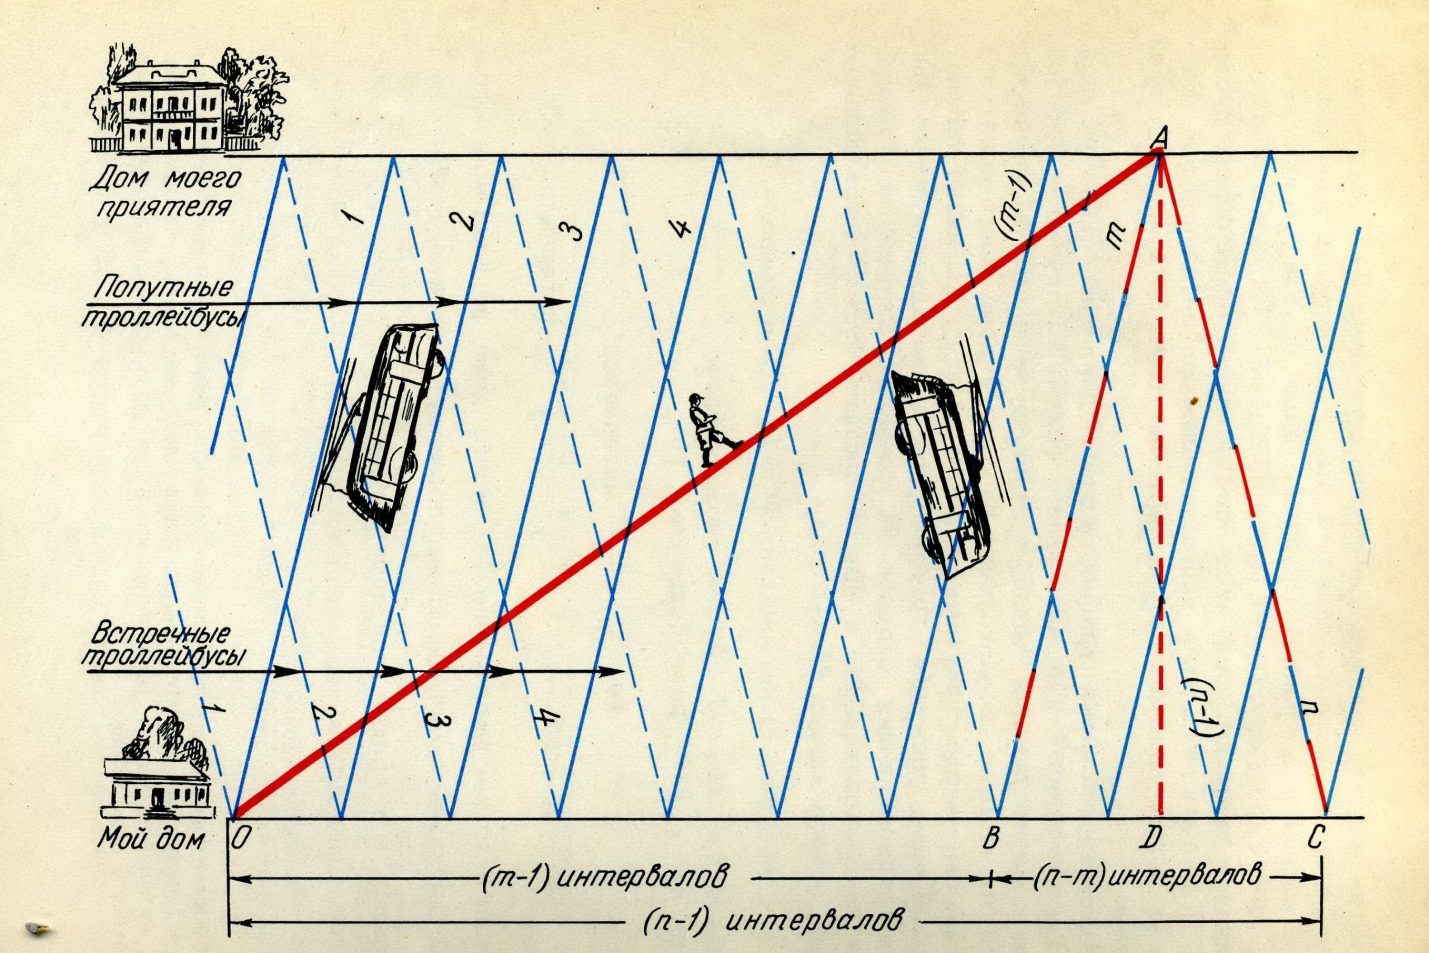 A
Дом моего
приятеля
1
2
3
4
(m-1)
m
Попутные
троллейбусы
Встречные
троллейбусы
1
2
3
4
(n-1)
n
Мой дом
O
B
D
C
(m-1) интервалов
(n-m) интервалов
(n-1) интервалов